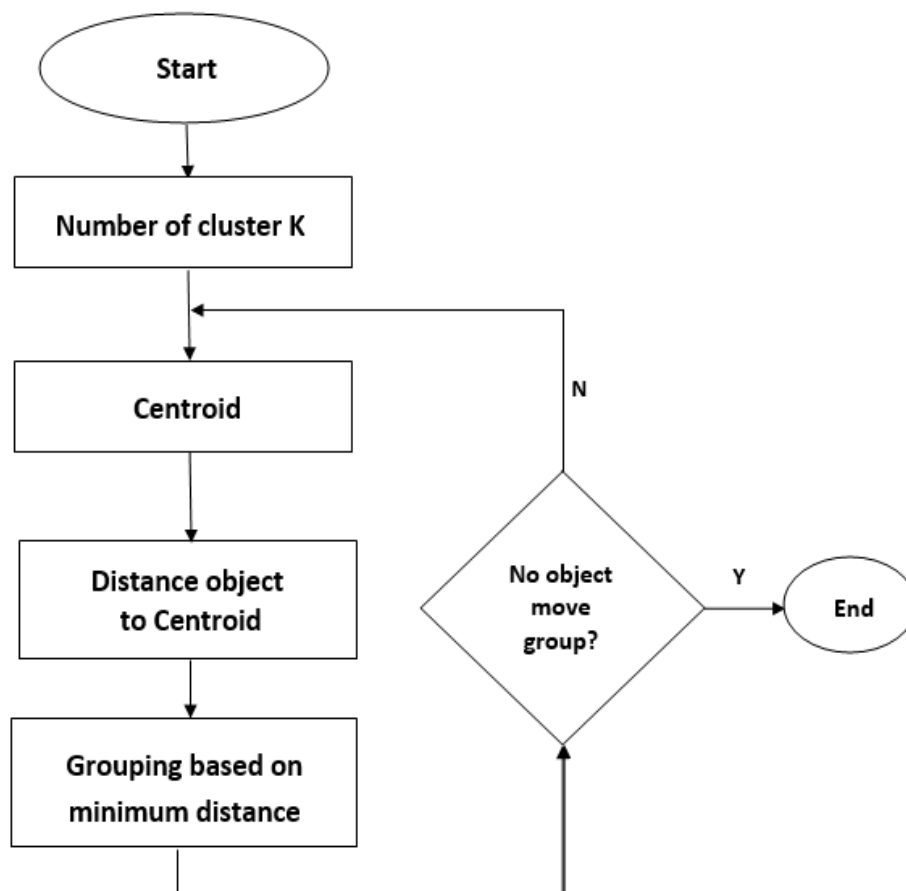 Start
Number of cluster K
Centroid
Distance object
to Centroid
Grouping based on
minimum distance
N
No object
move
group?
Y
End